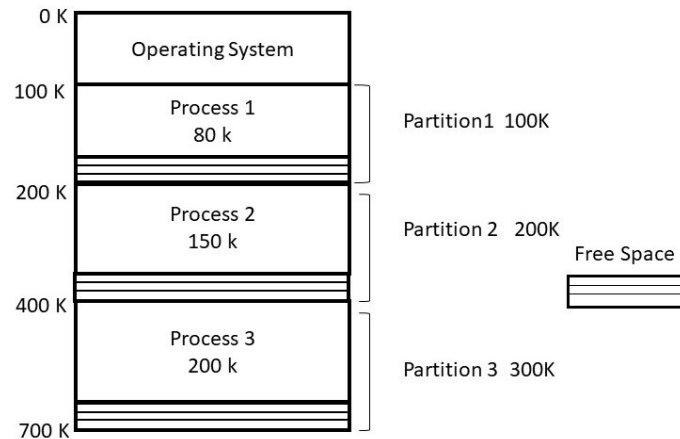 0 K
Operating System
100 K
Process 1
80 k
Partition1 100K
200 K
Process 2
150 k
Partition 2 200K
Free Space
400 K
Process 3
200 k
Partition 3 300K
700 K